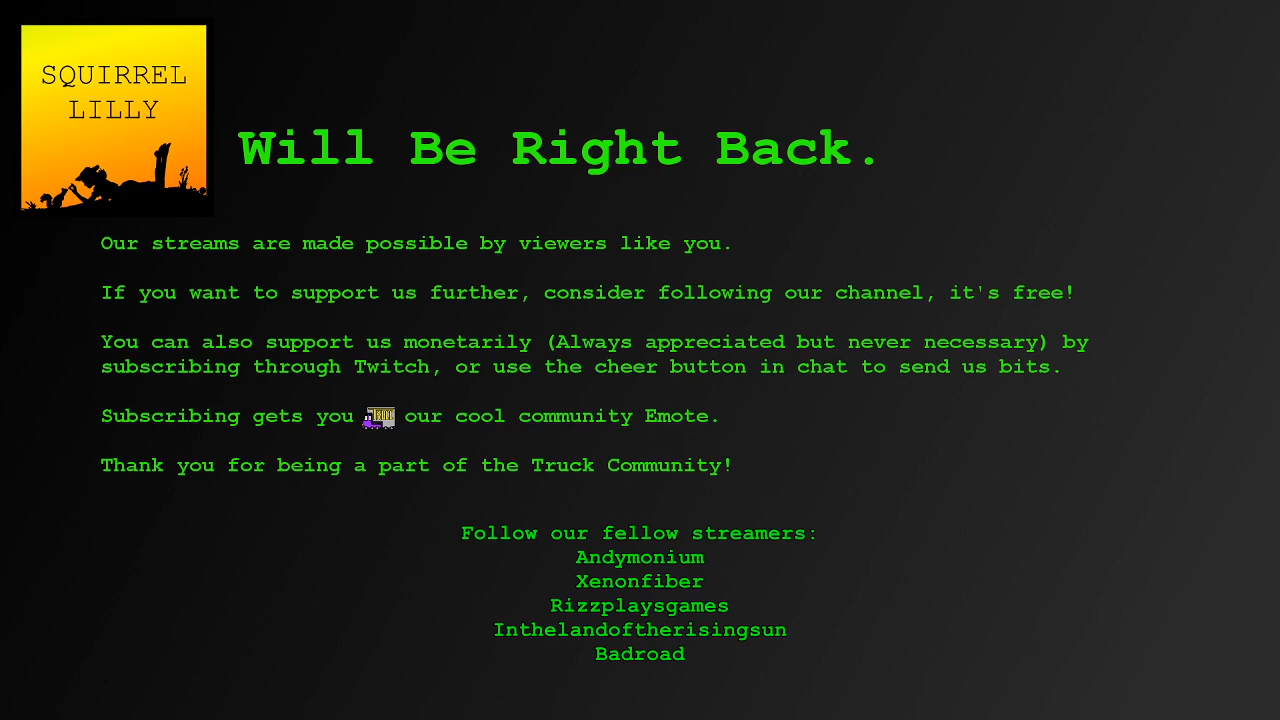 SQUIRREL
LILLY
Will Be Right Back.
Our streams are made possible by viewers like you.
If you want to support us further, consider following our channel, it's free!
You can also support us monetarily (Always appreciated but never necessary) by
subscribing through Twitch, or use the cheer button in chat to send us bits.
Subscribing gets you our cool community Emote.
Thank you for being a part of the Truck Community!
Follow our fellow streamers:
Andymonium
Xenonfiber
Rizzplaysgames
Inthelandoftherisingsun
Badroad